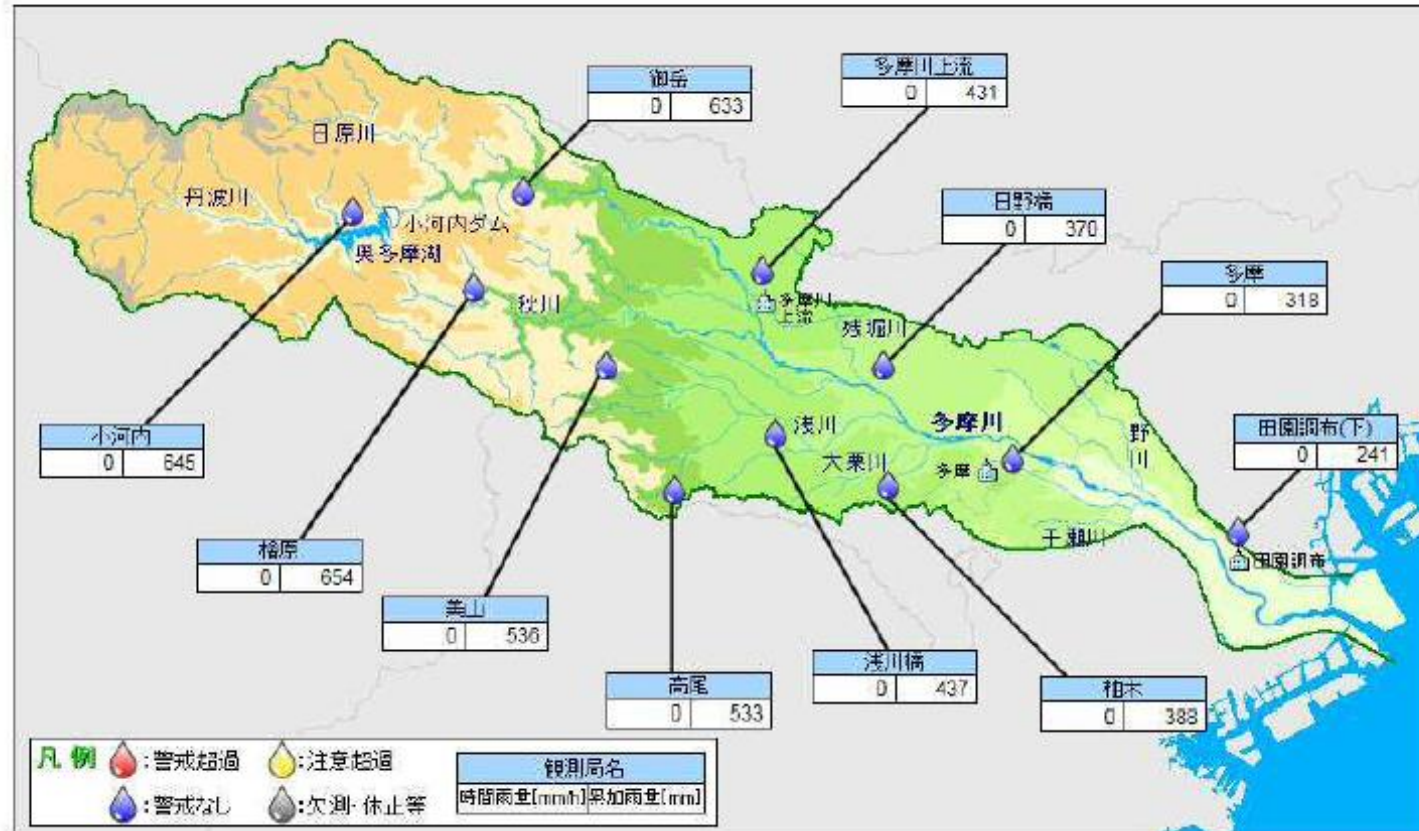 御岳
0 633
多摩川上流
0 431
日原川
丹波川
小河内ダム
奥多摩湖
日野橋
0 370
多摩
0 318
秋川
多摩川
上流
残堀川
小河内
0 645
浅川
多摩川
大栗川
多摩
野川
田園調布(下)
0 241
檜原
0 654
田園調布
美山
0 536
高尾
0 533
浅川橋
0 437
柏木
0 388
凡例
:警戒超過
:注意超過
:警戒なし
:欠測・休止等
観測局名
時間雨量[mm/h] 累加雨量[mm]